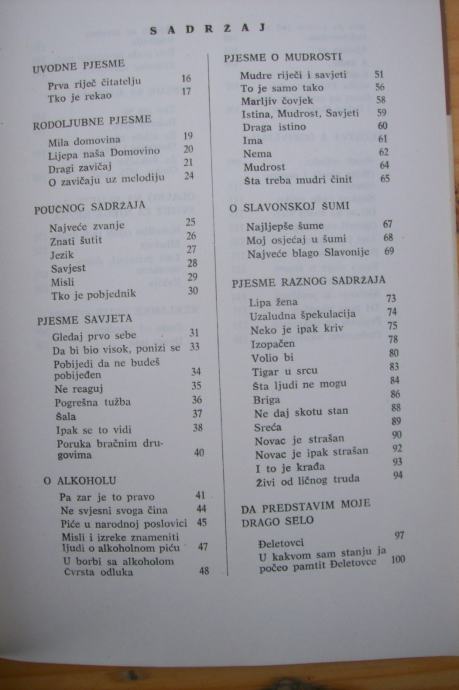 SADRŽAJ
UVODNE PJESME
Prva riječ čitatelju 16
Tko je rekao 17
RODOLJUBNE PJESME
Mila domovina 19
Lijepa naša Domovino 20
Dragi zavičaj 21
O zavičaju uz melodiju 24
POUČNOG SADRŽAJA
Najveće zvanje 25
Znati šutit 26
Jezik 27
Savjest 28
Misli 29
Tko je pobjednik 30
PJESME SAVJETA
Gledaj prvo sebe 31
Da bi bio visok, ponizi se 33
Pobijedi da ne budeš
pobijeđen 34
Ne reaguj 35
Pogrešna tužba 36
Šala 37
Ipak se to vidi 38
Poruka bračnim dru-
govima 40
O ALKOHOLU
Pa zar je to pravo 41
Ne svjesni svoga čina 44
Piće u narodnoj poslovici 45
Misli i izreke znameniti
ljudi o alkoholnam piću 47
U borbi sa alkoholom
Čvrsta odluka 48
PJESME O MUDROSTI
Mudre riječi i savjeti 51
To je samo tako 56
Marljiv čovjek 58
Istina, Mudrost, Savjeti 59
Draga istino 60
Ima 61
Nema 62
Mudrost 64
Šta treba mudri činit 65
O SLAVONSKOJ ŠUMI
Najljepše šume 67
Moj osjećaj u šumi 68
Najveće blago Slavonije 69
PJESME RAZNOG SADRŽAJA
Lipa žena 73
Uzaludna špekulacija 74
Neko je ipak kriv 75
Izopačen 78
Volio bi 80
Tigar u srcu 83
Šta ljudi ne mogu 84
Briga 86
Ne daj skotu stan 88
Sreća 89
Novac je strašan 90
Novac je ipak strašan 92
I to je krađa 93
Živi od ličnog truda 94
DA PREDSTAVIM MOJE
DRAGO SELO
Đeletovci 97
U kakvom sam stanju ja
počeo pamtit Đeletovce 100